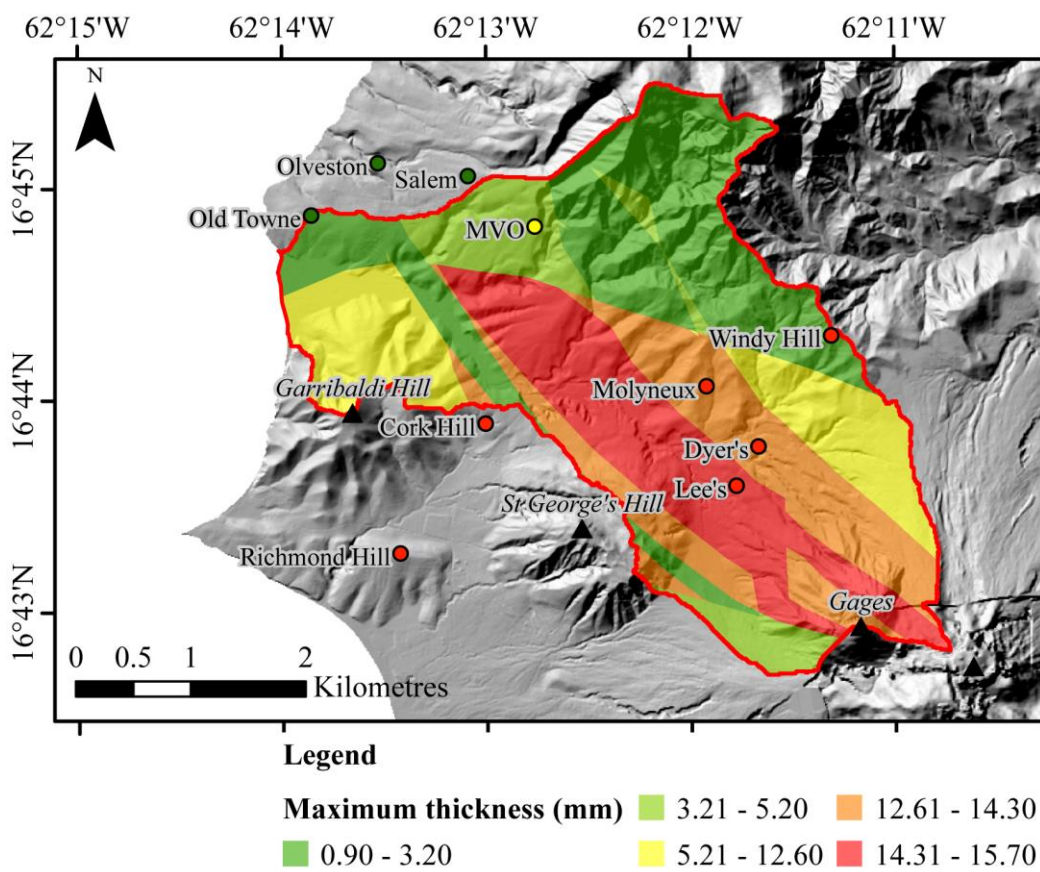 62°15'W 62°14'W 62°13'W 62°12'W 62°11'W
N
16°45'N
16°44'N
16°43'N
Olveston
Salem
Old Towne
MVO
Windy Hill
Molyneux
Garribaldi Hill
Cork Hill
Dyer's
Lee's
St George's Hill
Richmond Hill
Gages
0 0.5 1 2
Kilometres
Legend
Maximum thickness (mm)
0.90 - 3.20
3.21 - 5.20
5.21 - 12.60
12.61 - 14.30
14.31 - 15.70